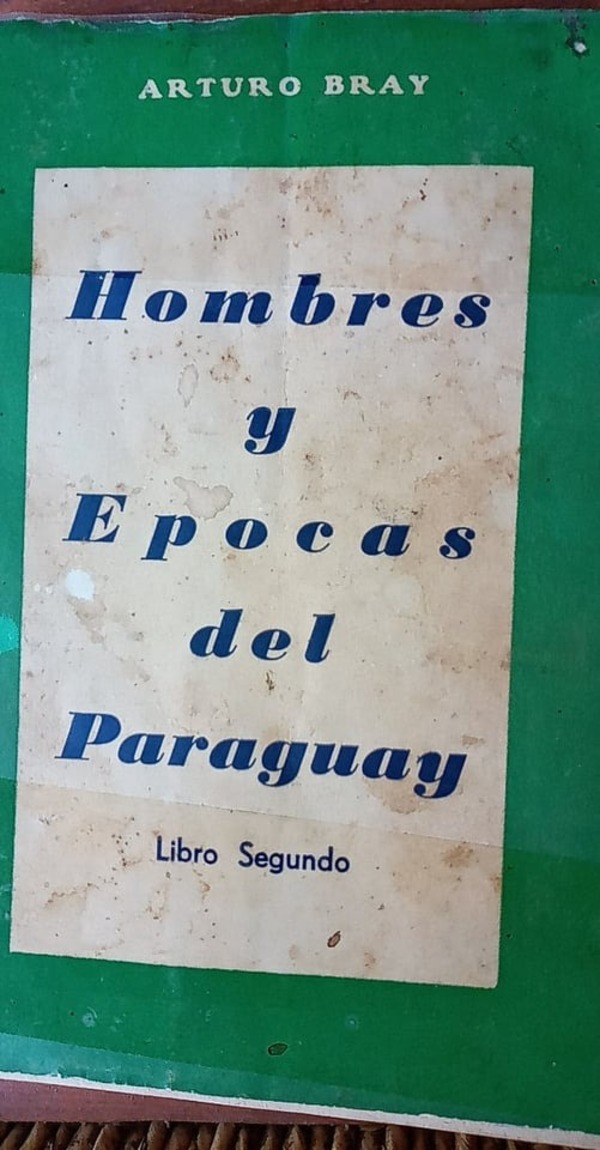 ARTURO BRAY
Hombres
y
Epocas
del
Paraguay
Libro Segundo